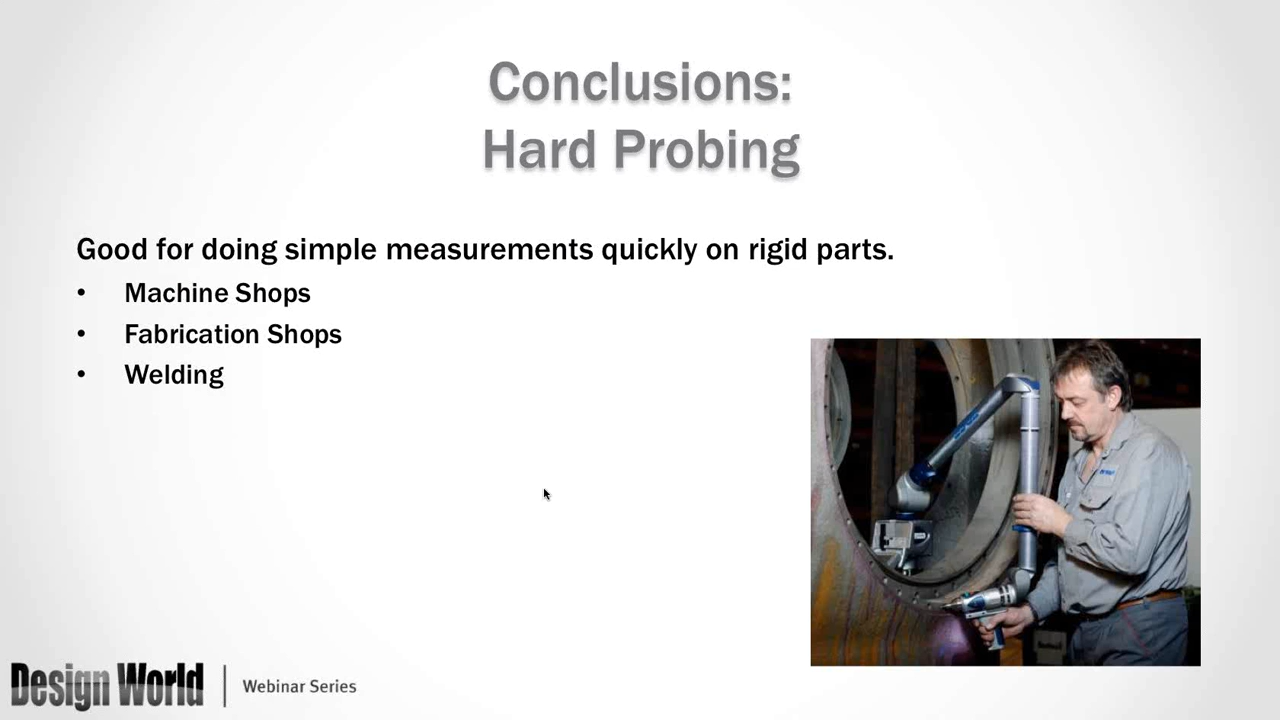 Conclusions:
Hard Probing
Good for doing simple measurements quickly on rigid parts.
• Machine Shops
• Fabrication Shops
• Welding
Design World | Webinar Series